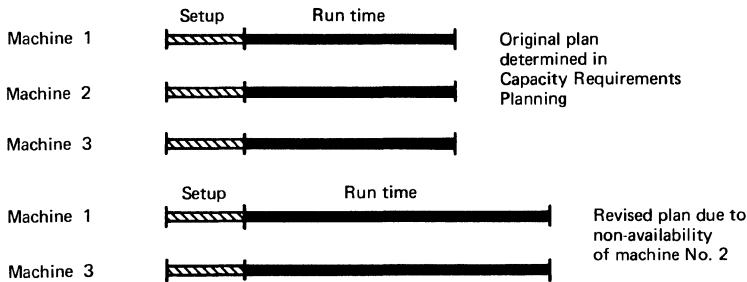 Setup Run time
Machine 1
Original plan
determined in
Capacity Requirements
Planning
Machine 2
Machine 3
Setup Run time
Machine 1
Revised plan due to
non-availability
of machine No. 2
Machine 3